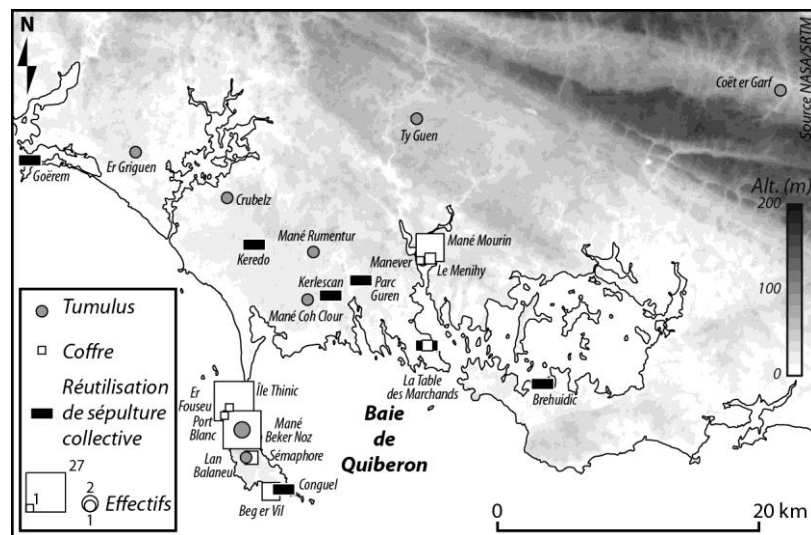 N
Source NASA/SRTM
Coët er Garf
Ty Guen
Er Griguen
Goërem
Crubelz
Alt. (m)
200
100
0
Mané Rumentur
Mané Mourin
Keredo
Manever
Le Menihy
Kerlescan
Parc
Guren
Mané Coh Clour
La Table
des Marchands
Brehuidic
Er
Fouseu
Île Thinic
Port
Blanc
Mané
Beker Noz
Baie
de
Quiberon
Lan
Balaneu
Sémaphore
Conguel
Beg er Vil
Tumulus
Coffre
Réutilisation
de sépulture
collective
27
1
2
1
Effectifs
0
20 km